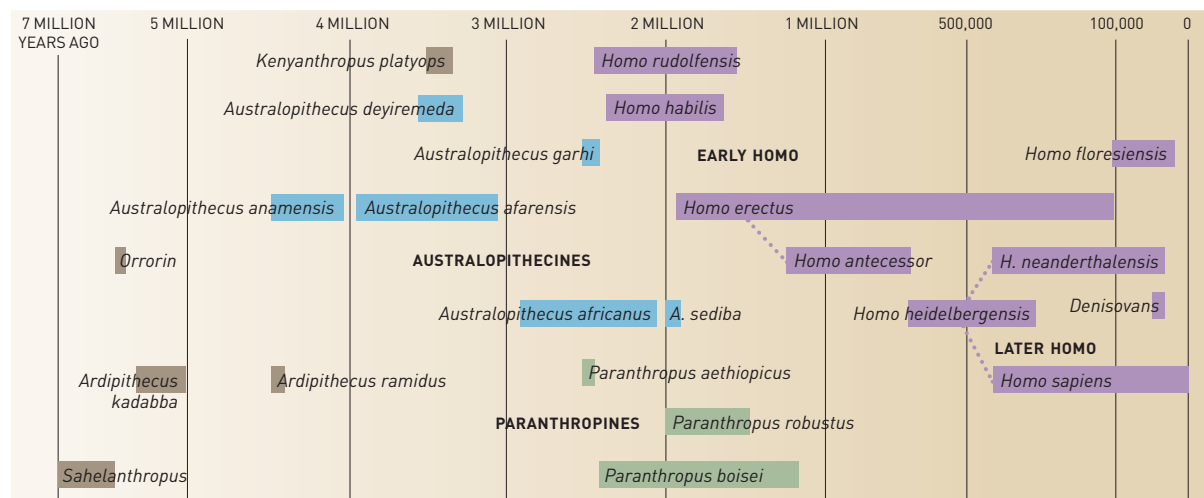 7 MILLION
YEARS AGO
5 MILLION
4 MILLION
3 MILLION
2 MILLION
1 MILLION
500,000
100,000
0
Kenyanthropus platyops
Homo rudolfensis
Australopithecus deyiremeda
Homo habilis
Australopithecus garhi
EARLY HOMO
Homo floresiensis
Australopithecus anamensis
Australopithecus afarensis
Homo erectus
Orrorin
AUSTRALOPITHECINES
Homo antecessor
H. neanderthalensis
Australopithecus africanus
A. sediba
Homo heidelbergensis
Denisovans
LATER HOMO
Ardipithecus
kadabba
Ardipithecus ramidus
Paranthropus aethiopicus
Homo sapiens
PARANTHROPINES
Paranthropus robustus
Sahelanthropus
Paranthropus boisei